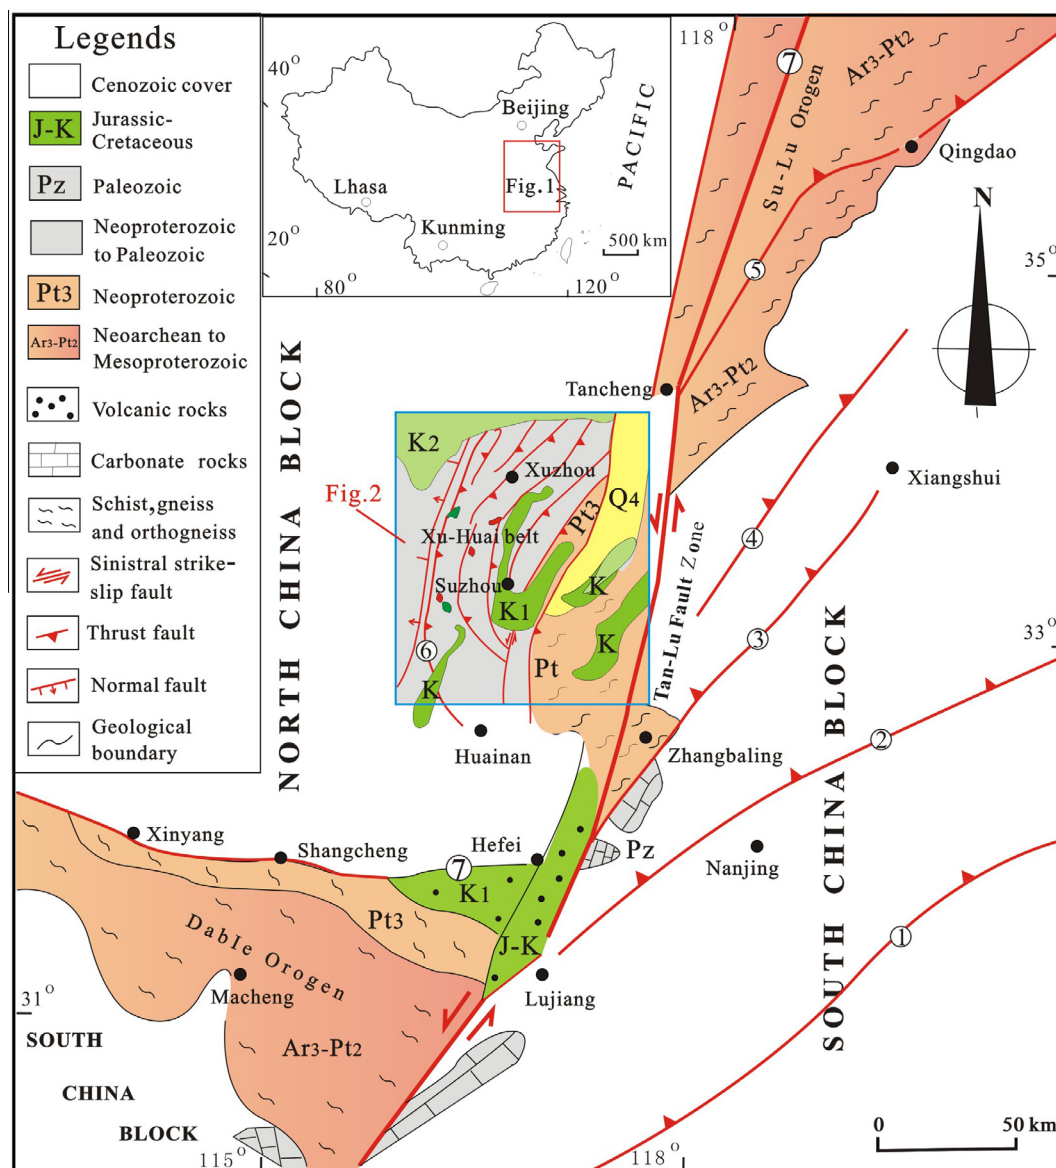 Legends
Cenozoic cover
J-K
Jurassic-
Cretaceous
Pz
Paleozoic
Neoproterozoic
to Paleozoic
Pt3
Neoproterozoic
Ar3-Pt2
Neoarchean to
Mesoproterozoic
Volcanic rocks
Carbonate rocks
Schist, gneiss
and orthogneiss
Sinistral strike-
slip fault
Thrust fault
Normal fault
Geological
boundary
40°
20°
80°
120°
Beijing
Lhasa
Kunming
Fig.1
PACIFIC
500 km
118°
7
Ar3-Pt2
Su-Lu Orogen
Qingdao
N
5
35°
Tancheng
Ar3-Pt2
Xiangshui
NORTH CHINA BLOCK
K2
Xuzhou
Fig.2
Q4
Pt3
Xu-Huai belt
Suzhou
K1
K
K
4
Tan-Lu Fault Zone
3
33°
6
K
Pt
SOUTH CHINA BLOCK
2
Huainan
Zhangbaling
Xinyang
Shangcheng
Hefei
7
K1
Pz
Nanjing
Pt3
J-K
1
Dable Orogen
Macheng
Lujiang
31°
SOUTH
CHINA
BLOCK
Ar3-Pt2
0
50 km
115°
118°